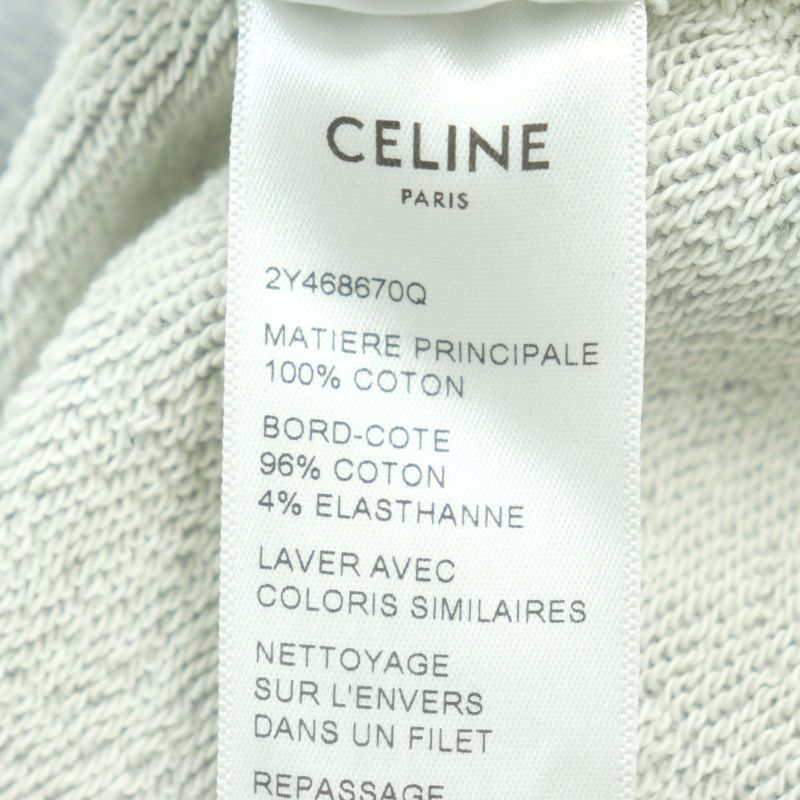 CELINE
PARIS
2Y468670Q
MATIERE PRINCIPALE
100% COTON
BORD-COTE
96% COTON
4% ELASTHANNE
LAVER AVEC
COLORIS SIMILAIRES
NETTOYAGE
SUR L'ENVERS
DANS UN FILET
REPASSAGE